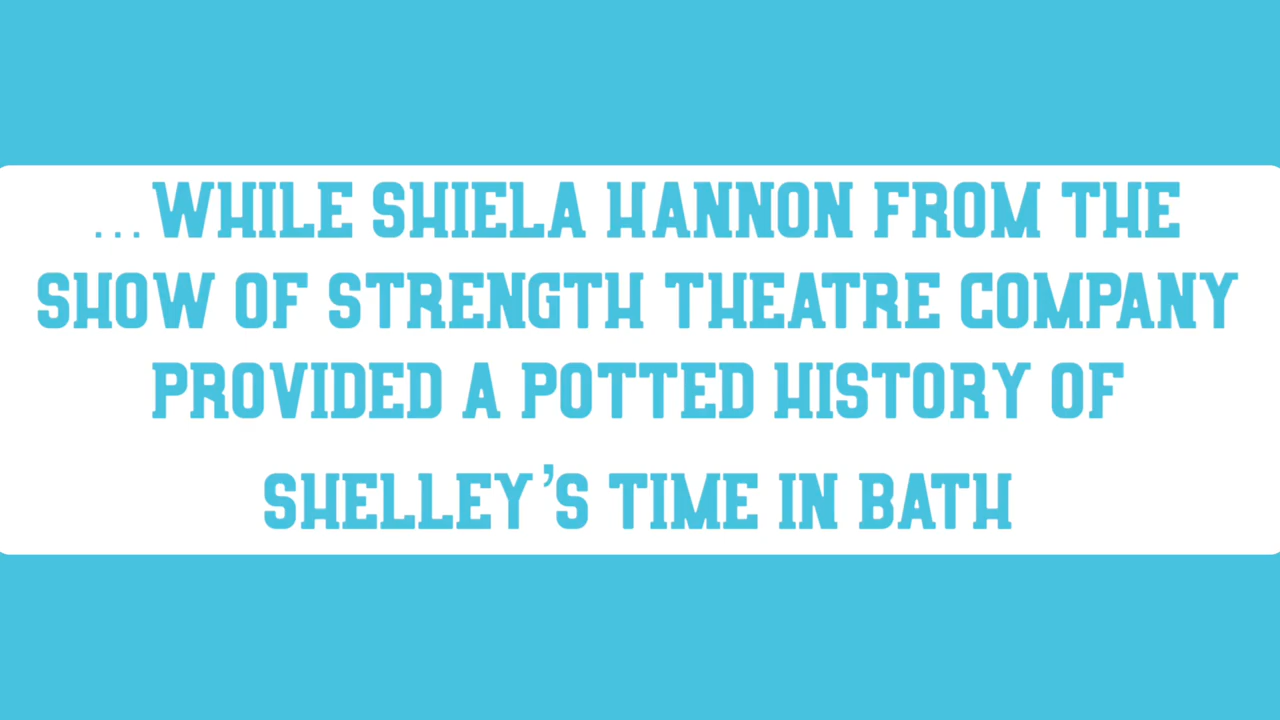 ...WHILE SHIELA HANNON FROM THE
SHOW OF STRENGTH THEATRE COMPANY
PROVIDED A POTTED HISTORY OF
SHELLEY'S TIME IN BATH